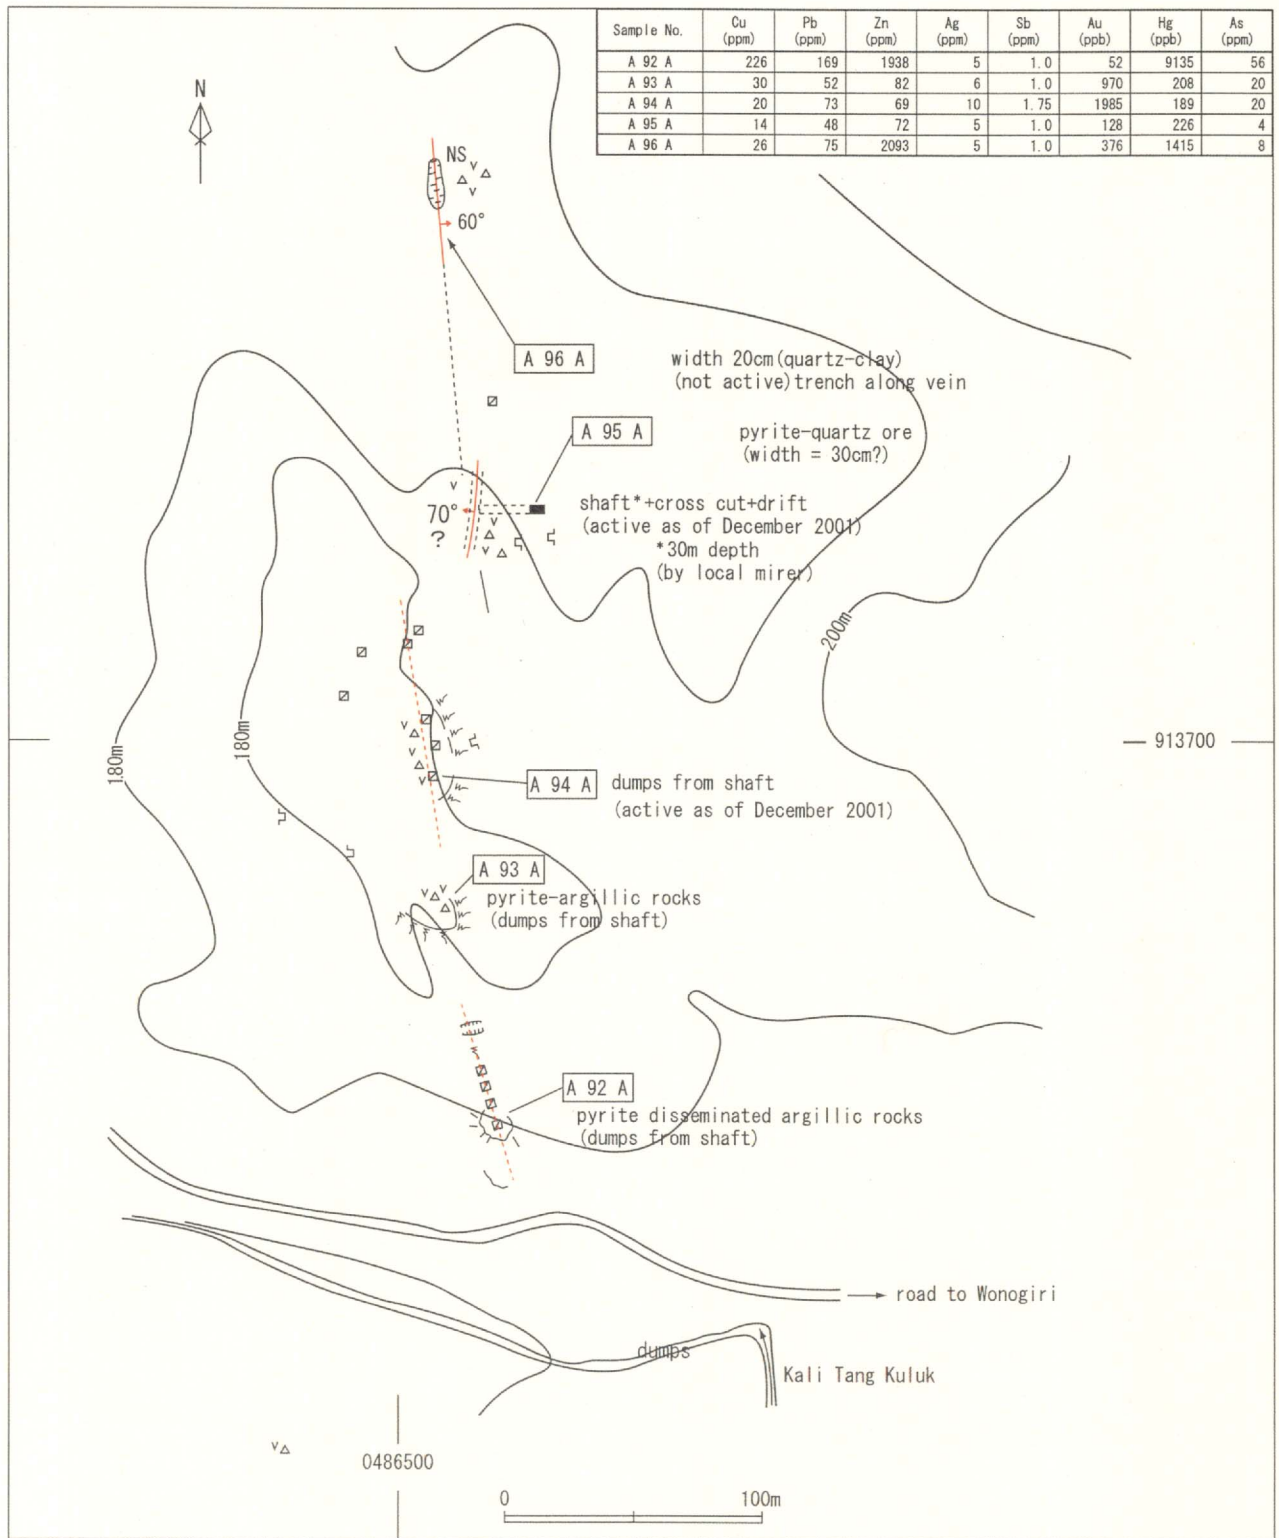 Sample No. Cu (ppm) Pb (ppm) Zn (ppm) Ag (ppm) Sb (ppm) Au (ppb) Hg (ppb) As (ppm)
A 92 A 226 169 1938 5 1.0 52 9135 56
A 93 A 30 52 82 6 1.0 970 208 20
A 94 A 20 73 69 10 1.75 1985 189 20
A 95 A 14 48 72 5 1.0 128 226 4
A 96 A 26 75 2093 5 1.0 376 1415 8
N
NS
60°
A 96 A
width 20cm(quartz-clay)
(not active)trench along vein
A 95 A
pyrite-quartz ore
(width = 30cm?)
70°
?
shaft*+cross cut+drift
(active as of December 2001)
*30m depth
(by local mirer)
200m
180m
180m
913700
A 94 A
dumps from shaft
(active as of December 2001)
A 93 A
pyrite-argillic rocks
(dumps from shaft)
A 92 A
pyrite disseminated argillic rocks
(dumps from shaft)
road to Wonogiri
dumps
Kali Tang Kuluk
0486500
0
100m